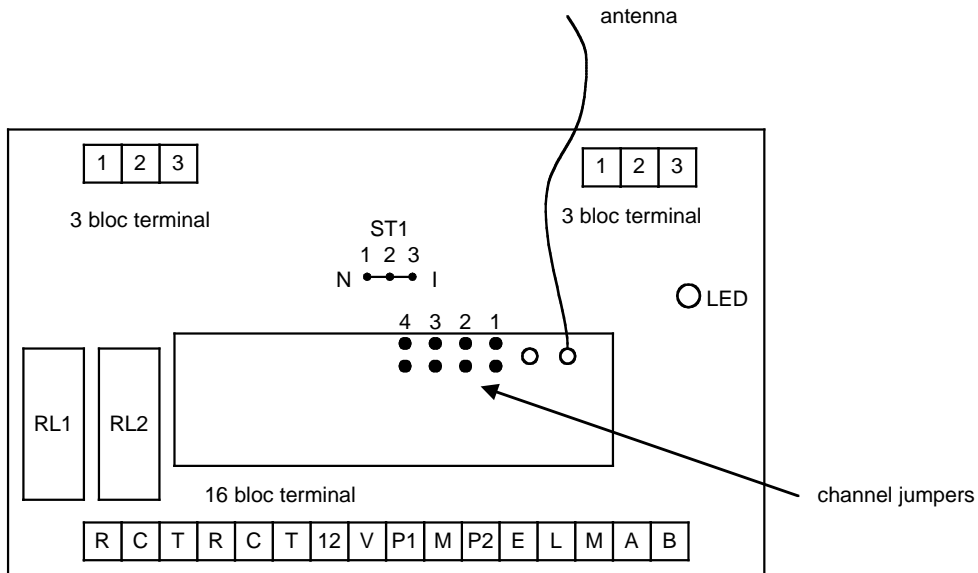 antenna
1 2 3
1 2 3
3 bloc terminal
3 bloc terminal
ST1
1 2 3
N I
LED
4 3 2 1
RL1 RL2
16 bloc terminal
channel jumpers
R C T R C T 12 V P1 M P2 E L M A B